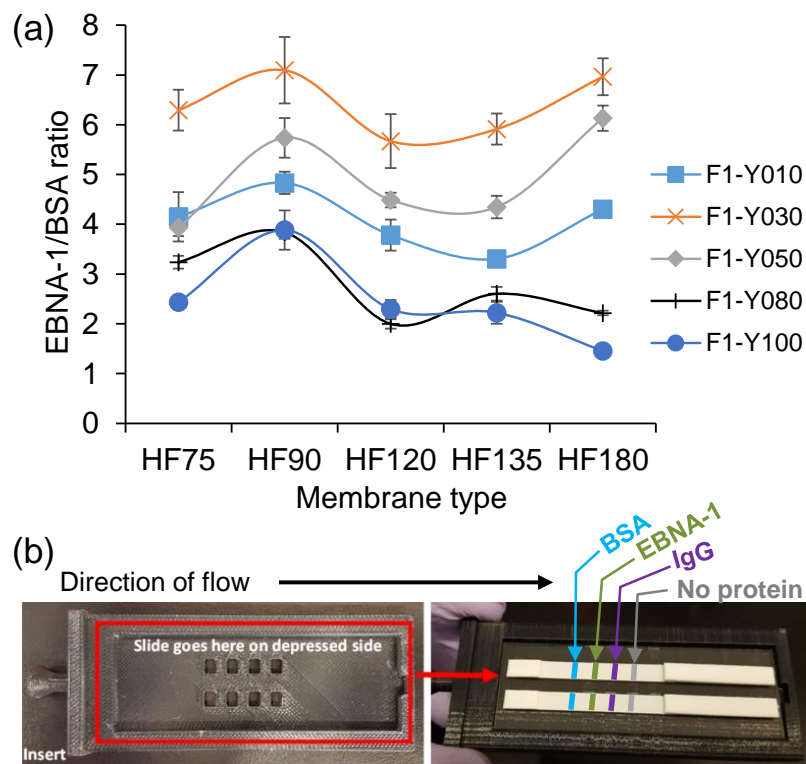 (a)
8
7
6
5
4
3
2
1
0
EBNA-1/BSA ratio
HF75 HF90 HF120 HF135 HF180
Membrane type
F1-Y010
F1-Y030
F1-Y050
F1-Y080
F1-Y100
(b)
Direction of flow
BSA
EBNA-1
IgG
No protein
Slide goes here on depressed side
Insert